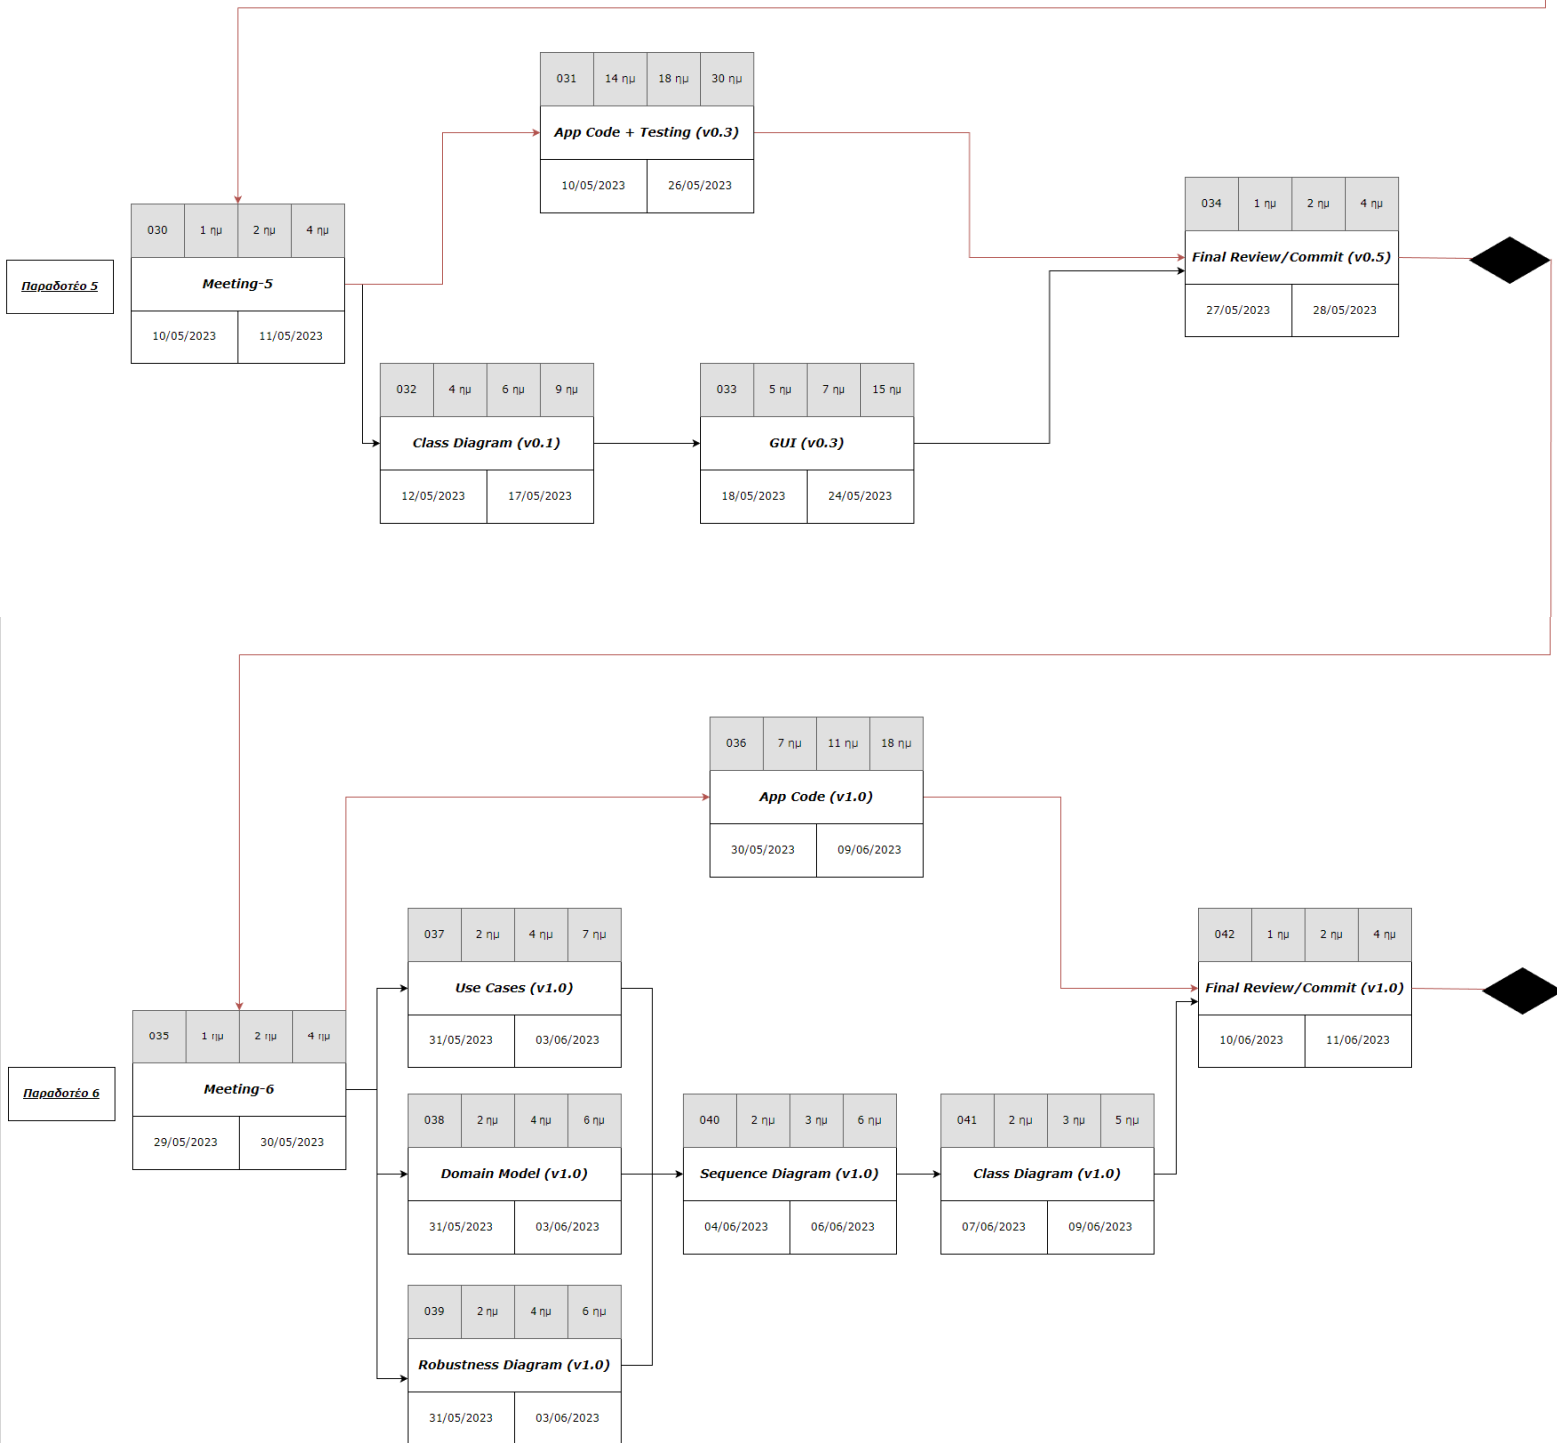 031 14 ημ 18 ημ 30 ημ
App Code + Testing (v0.3)
10/05/2023 26/05/2023
034 1 ημ 2 ημ 4 ημ
Final Review/Commit (v0.5)
27/05/2023 28/05/2023
030 1 ημ 2 ημ 4 ημ
Παραδοτέο 5
Meeting-5
10/05/2023 11/05/2023
032 4 ημ 6 ημ 9 ημ
Class Diagram (v0.1)
12/05/2023 17/05/2023
033 5 ημ 7 ημ 15 ημ
GUI (v0.3)
18/05/2023 24/05/2023
036 7 ημ 11 ημ 18 ημ
App Code (v1.0)
30/05/2023 09/06/2023
037 2 ημ 4 ημ 7 ημ
Use Cases (v1.0)
31/05/2023 03/06/2023
042 1 ημ 2 ημ 4 ημ
Final Review/Commit (v1.0)
10/06/2023 11/06/2023
035 1 ημ 2 ημ 4 ημ
Παραδοτέο 6
Meeting-6
29/05/2023 30/05/2023
038 2 ημ 4 ημ 6 ημ
Domain Model (v1.0)
31/05/2023 03/06/2023
040 2 ημ 3 ημ 6 ημ
Sequence Diagram (v1.0)
04/06/2023 06/06/2023
041 2 ημ 3 ημ 5 ημ
Class Diagram (v1.0)
07/06/2023 09/06/2023
039 2 ημ 4 ημ 6 ημ
Robustness Diagram (v1.0)
31/05/2023 03/06/2023